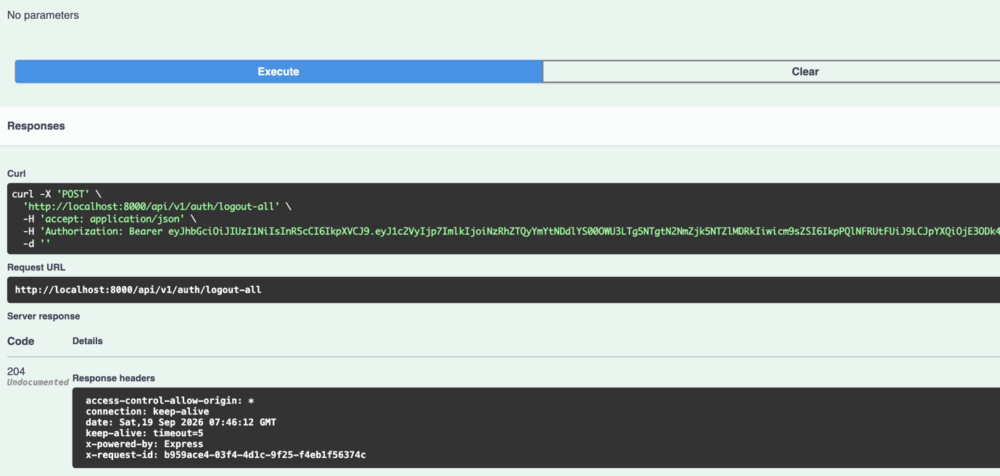 No parameters
Execute
Clear
Responses
Curl
curl -X 'POST' \
'http://localhost:8000/api/v1/auth/logout-all' \
-H 'accept: application/json' \
-H 'Authorization: Bearer
-d ''
Request URL
http://localhost:8000/api/v1/auth/logout-all
Server response
Code Details
204
Undocumented
Response headers
access-control-allow-origin: *
connection: keep-alive
date: Sat,19 Sep 2026 07:46:12 GMT
keep-alive: timeout=5
x-powered-by: Express
x-request-id: b959ace4-03f4-4d1c-9f25-f4eb1f56374c